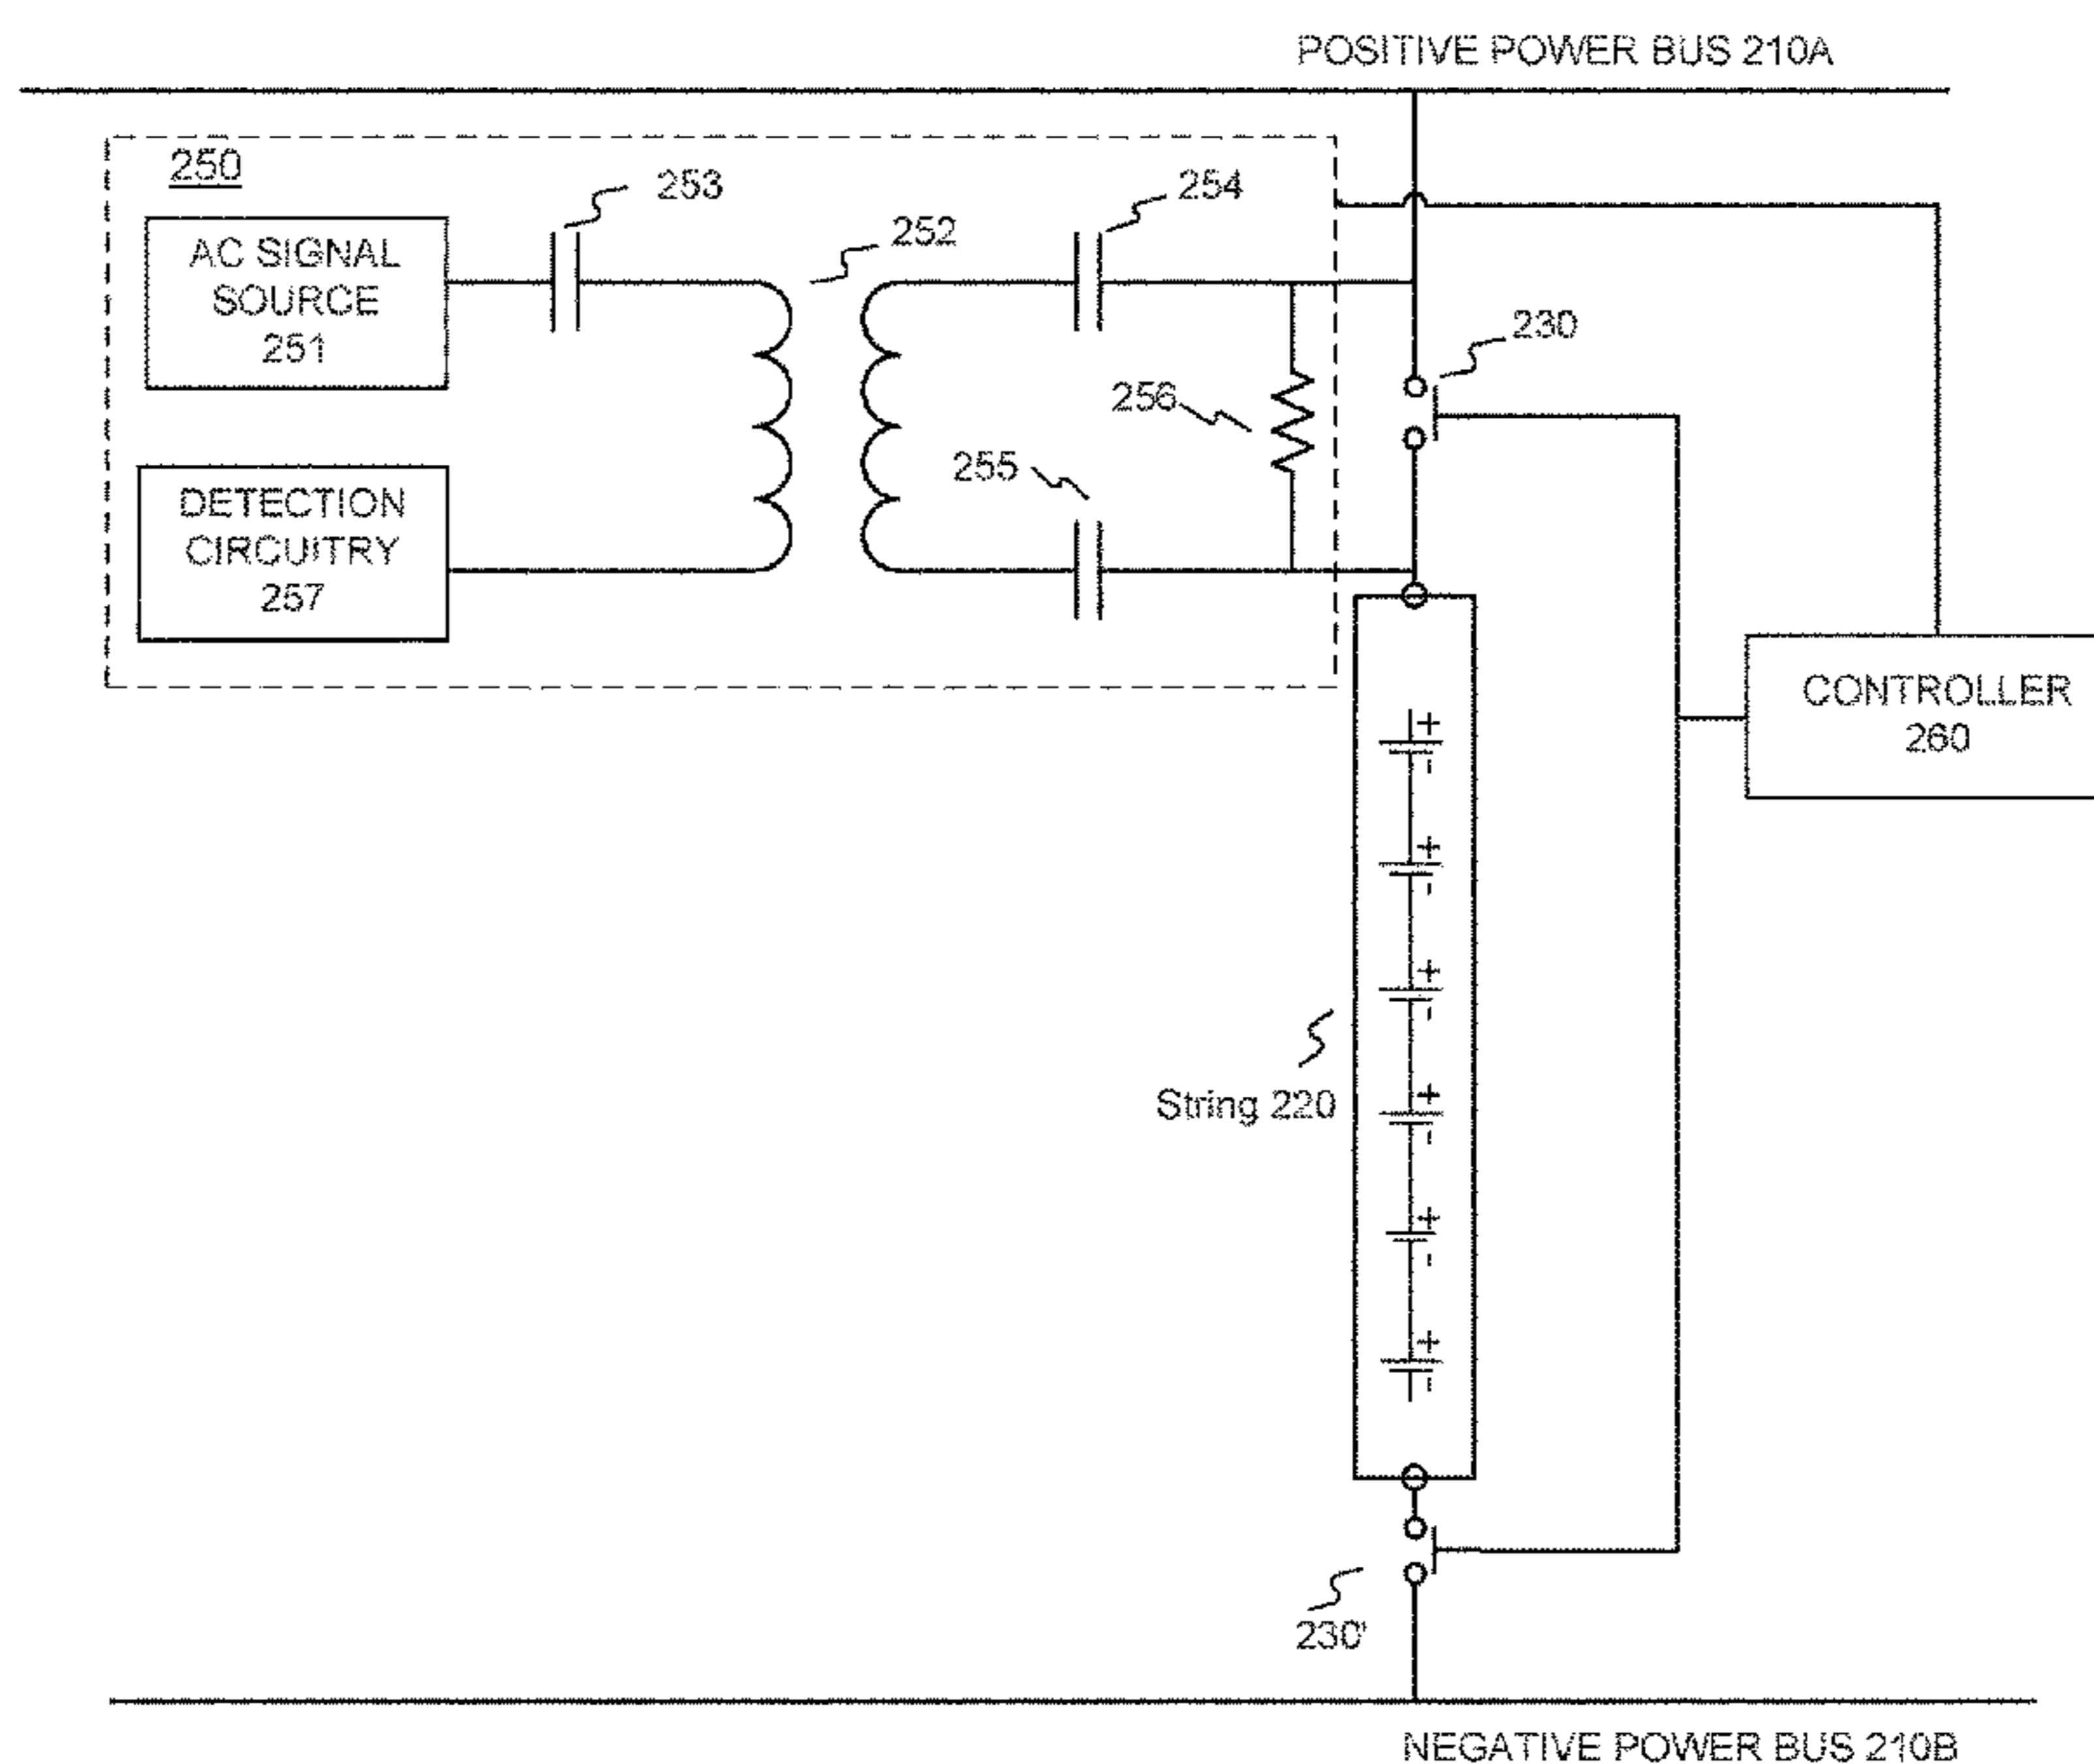 POSITIVE POWER BUS 210A
250
253
254
252
AC SIGNAL
SOURCE
251
230
256
255
DETECTION
CIRCUITRY
257
CONTROLLER
260
+
-
+
-
+
-
String 220
+
-
+
-
+
-
230'
NEGATIVE POWER BUS 210B